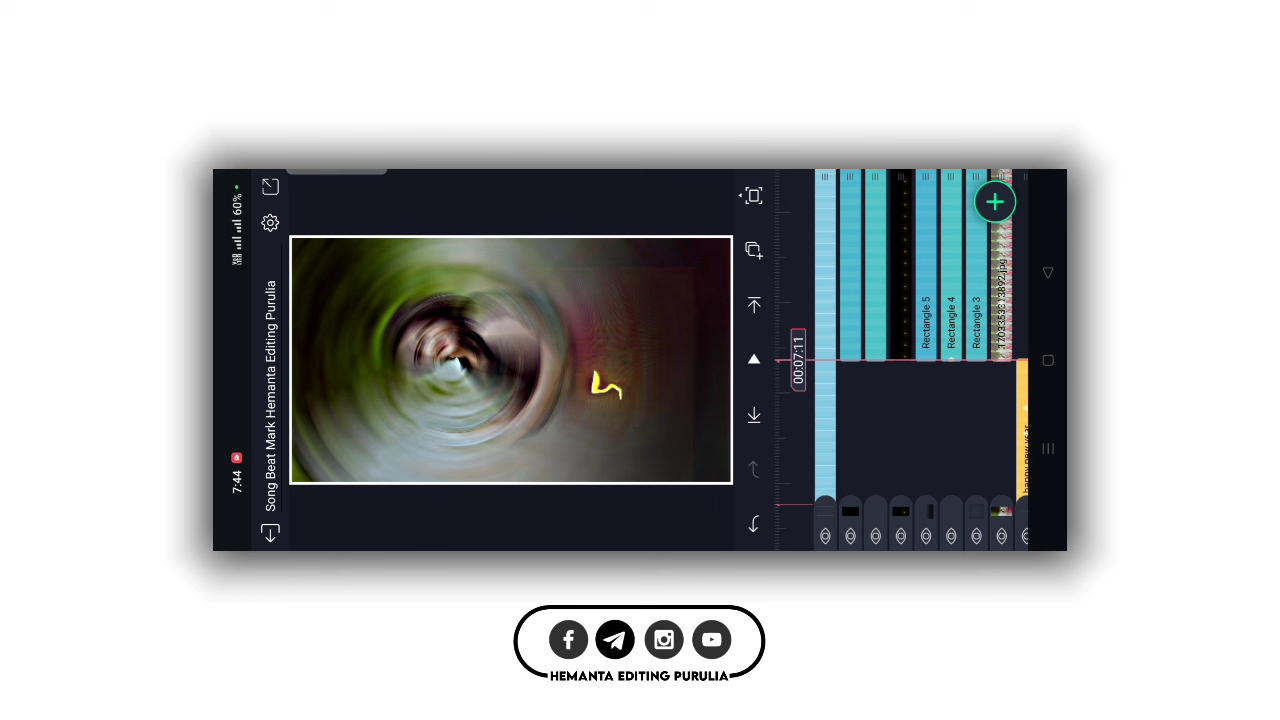 7:44
60%
Song Beat Mark Hemanta Editing Purulia
00:07:11
Rectangle 5
Rectangle 4
Rectangle 3
HEMANTA EDITING PURULIA